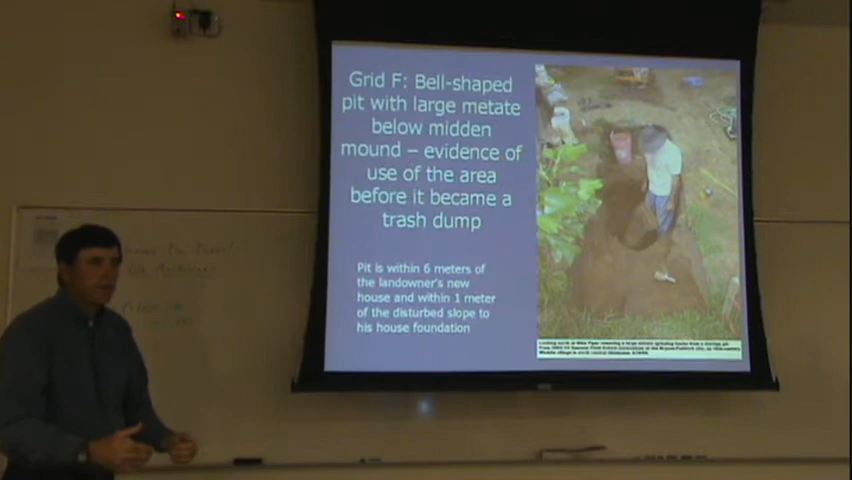 Grid F: Bell-shaped
pit with large metate
below midden
mound – evidence of
use of the area
before it became a
trash dump
Pit is within 6 meters of
the landowner's new
house and within 1 meter
of the disturbed slope to
his house foundation